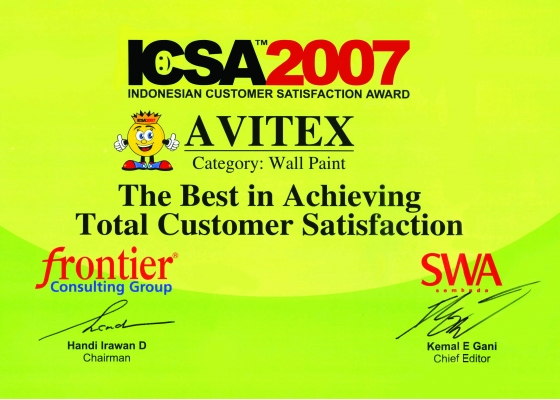 ICSA™2007
INDONESIAN CUSTOMER SATISFACTION AWARD
AVITEX
Category: Wall Paint
The Best in Achieving
Total Customer Satisfaction
frontier®
Consulting Group
SWA
sembada
Handi Irawan D
Chairman
Kemal E Gani
Chief Editor